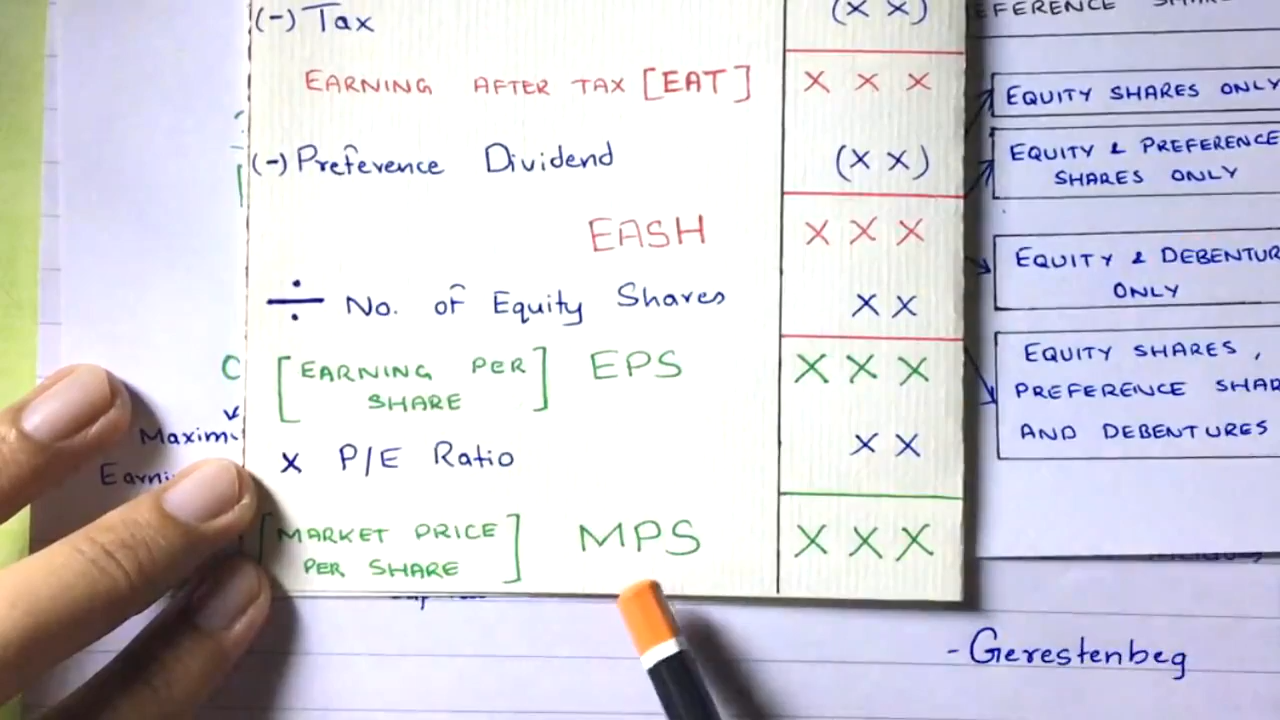 (-) Tax (x x)
EARNING AFTER TAX [EAT] X X X
(-) Preference Dividend (x x)
EASH X X X
÷ No. of Equity Shares X X
[EARNING PER SHARE] EPS X X X
x P/E Ratio X X
[MARKET PRICE PER SHARE] MPS X X X
EQUITY SHARES ONLY
EQUITY & PREFERENCE
SHARES ONLY
EQUITY & DEBENTUR
ONLY
EQUITY SHARES ,
PREFERENCE SHAR
AND DEBENTURES
C
Maxim
Earni
- Gerestenbeg